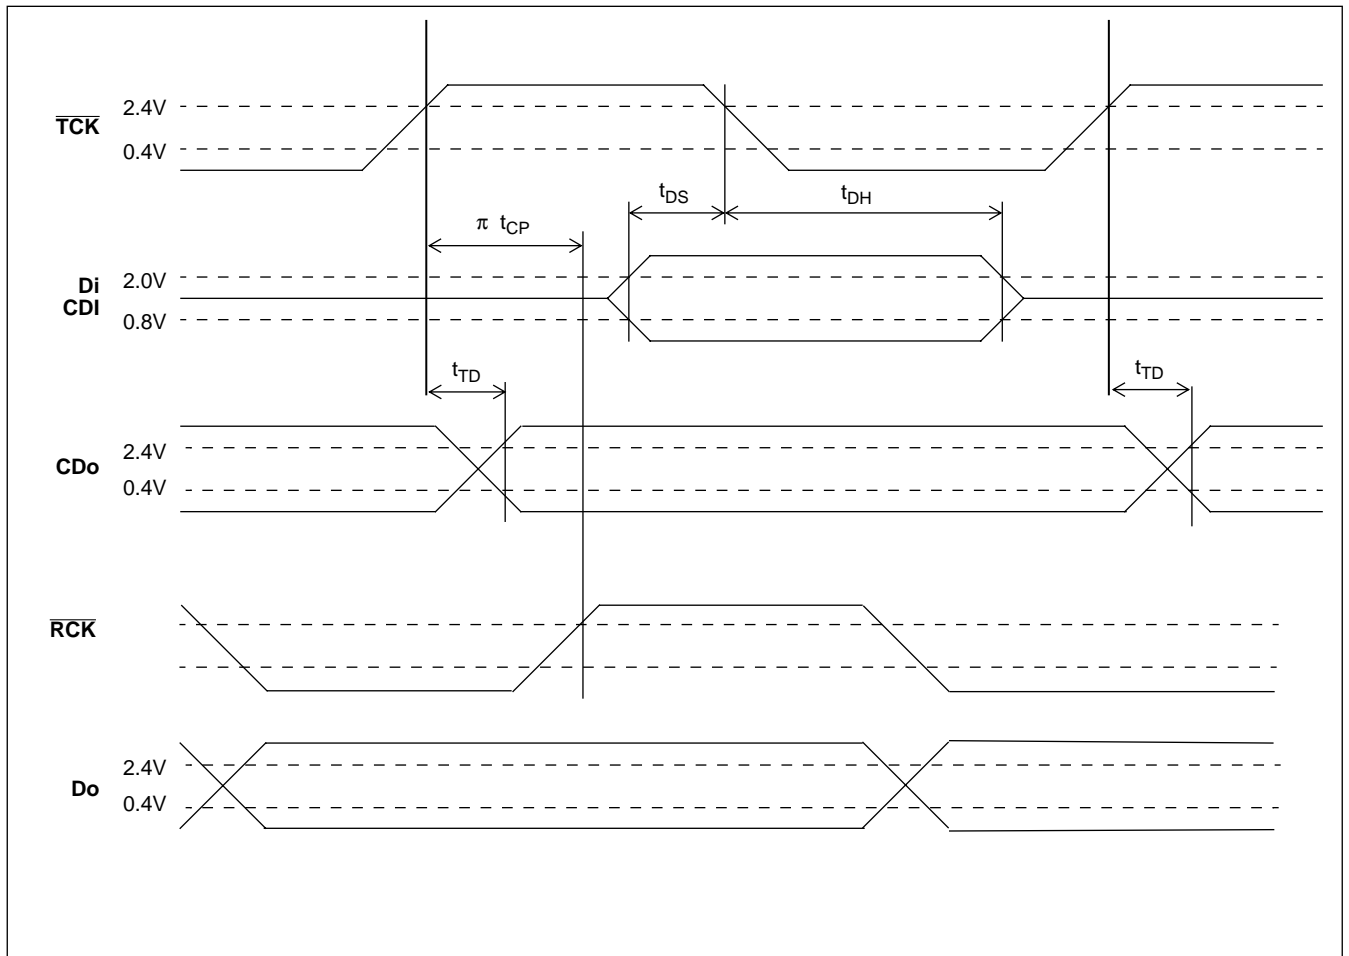 2.4V
TCK
0.4V
tDS
tDH
π tCP
Di
CDI
2.0V
0.8V
tTD
tTD
2.4V
CDo
0.4V
RCK
2.4V
Do
0.4V